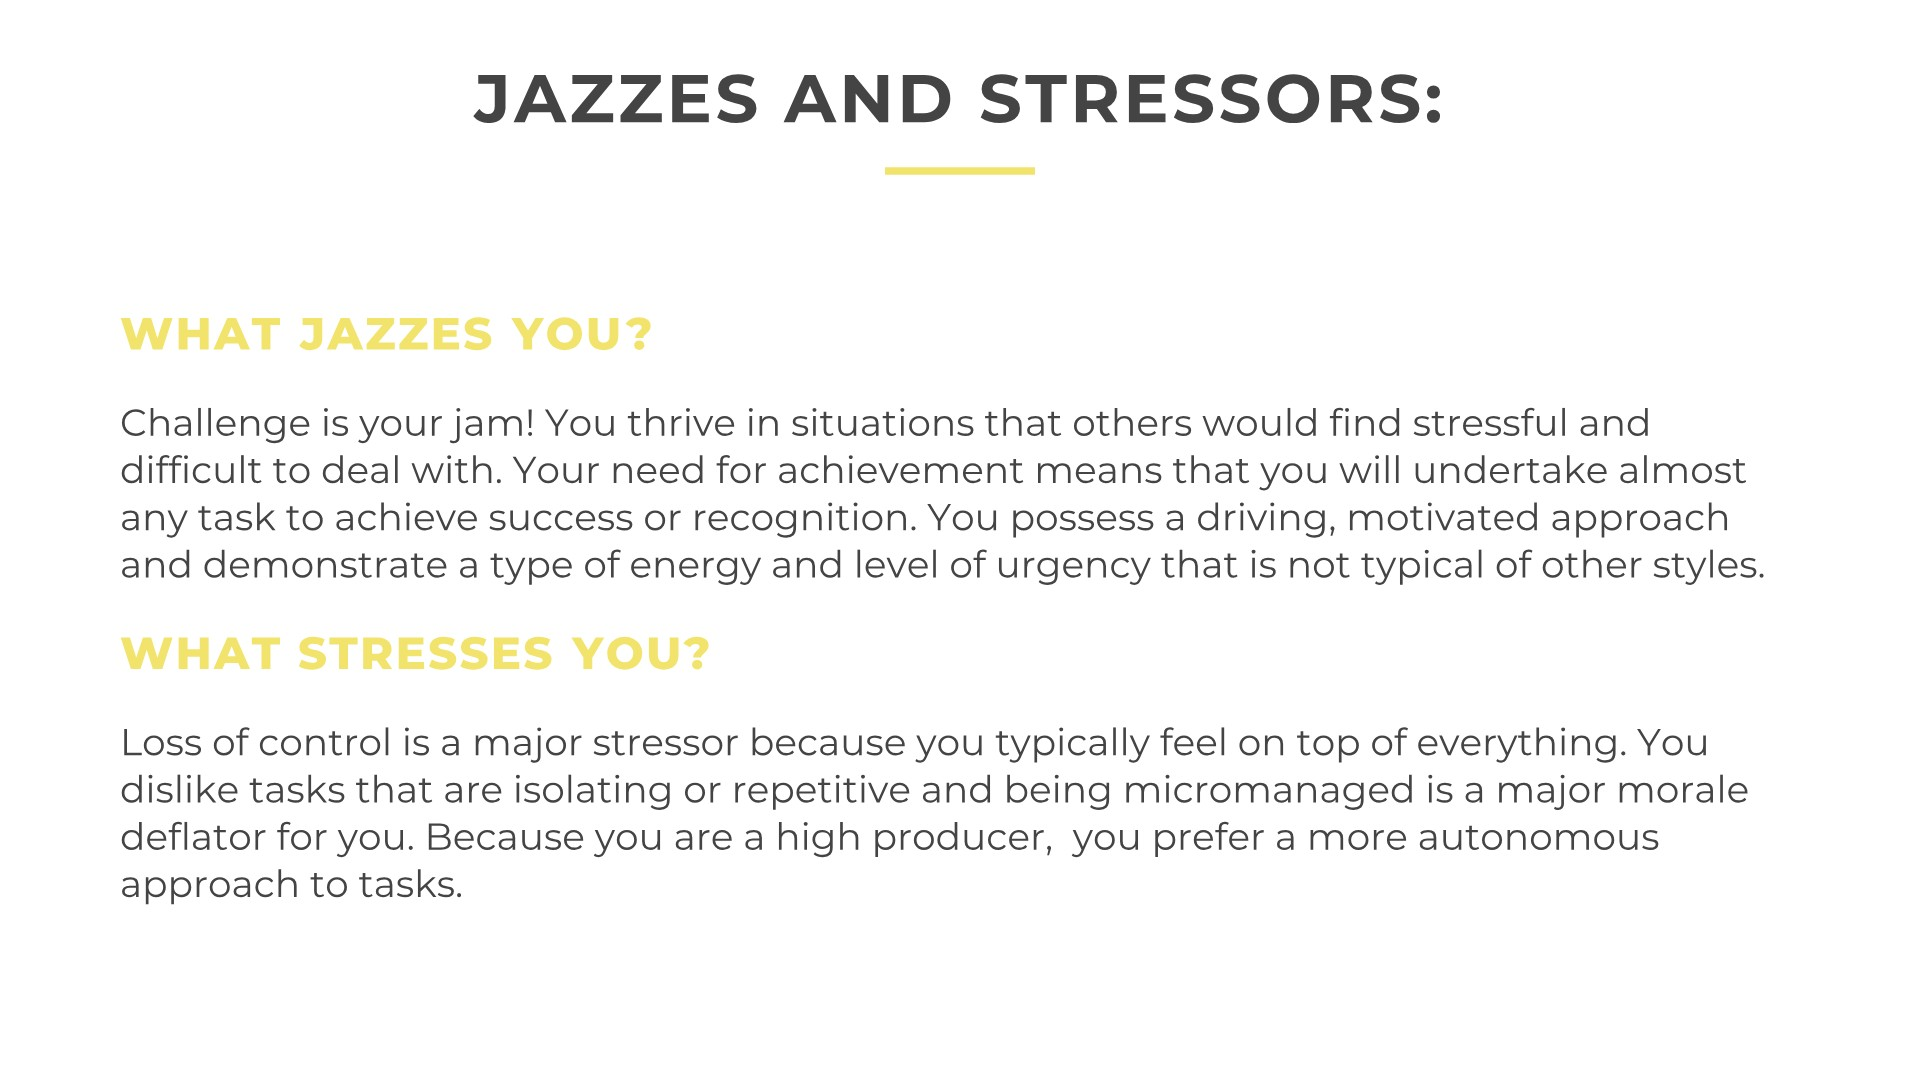 JAZZES AND STRESSORS:
WHAT JAZZES YOU?
Challenge is your jam! You thrive in situations that others would find stressful and
difficult to deal with. Your need for achievement means that you will undertake almost
any task to achieve success or recognition. You possess a driving, motivated approach
and demonstrate a type of energy and level of urgency that is not typical of other styles.
WHAT STRESSES YOU?
Loss of control is a major stressor because you typically feel on top of everything. You
dislike tasks that are isolating or repetitive and being micromanaged is a major morale
deflator for you. Because you are a high producer,  you prefer a more autonomous
approach to tasks.